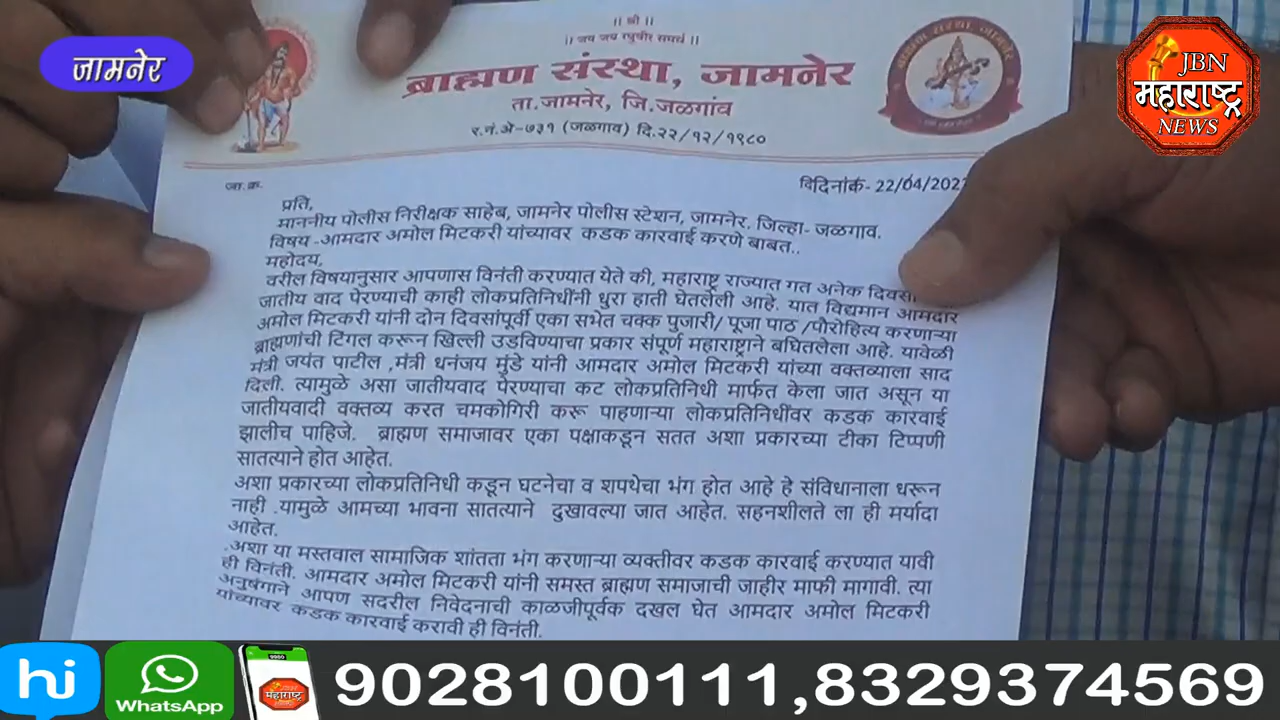 जामनेर
JBN
महाराष्ट्र
NEWS
॥ श्री ॥
॥ जय जय रघुवीर समर्थ ॥
ब्राह्मण संस्था, जामनेर
ता.जामनेर, जि.जळगांव
र.नं.अे-७३१ (जळगाव) दि.२२/१२/१९८०
जा.क्र.
दिनांक- 22/04/202
प्रति,
माननीय पोलीस निरीक्षक साहेब, जामनेर पोलीस स्टेशन, जामनेर. जिल्हा- जळगाव.
विषय -आमदार अमोल मिटकरी यांच्यावर कडक कारवाई करणे बाबत..
महोदय,
वरील विषयानुसार आपणास विनंती करण्यात येते की, महाराष्ट्र राज्यात गत अनेक
जातीय वाद पेरण्याची काही लोकप्रतिनिधींनी धुरा हाती घेतलेली आहे. यात विद्यमान आमदार
अमोल मिटकरी यांनी दोन दिवसांपूर्वी एका सभेत चक्क पुजारी/ पूजा पाठ /पौरोहित्य करणाऱ्या
ब्राह्मणांची टिंगल करून खिल्ली उडविण्याचा प्रकार संपूर्ण महाराष्ट्राने बघितलेला आहे. यावेळी
मंत्री जयंत पाटील ,मंत्री धनंजय मुंडे यांनी आमदार अमोल मिटकरी यांच्या वक्तव्याला साद
दिली. त्यामुळे असा जातीयवाद पेरण्याचा कट लोकप्रतिनिधी मार्फत केला जात असून या
जातीयवादी वक्तव्य करत चमकोगिरी करू पाहणाऱ्या लोकप्रतिनिधींवर कडक कारवाई
झालीच पाहिजे. ब्राह्मण समाजावर एका पक्षाकडून सतत अशा प्रकारच्या टीका टिप्पणी
सातत्याने होत आहेत.
अशा प्रकारच्या लोकप्रतिनिधी कडून घटनेचा व शपथेचा भंग होत आहे हे संविधानाला धरून
नाही .यामुळे आमच्या भावना सातत्याने दुखावल्या जात आहेत. सहनशीलते ला ही मर्यादा
आहेत.
.अशा या मस्तवाल सामाजिक शांतता भंग करणाऱ्या व्यक्तीवर कडक कारवाई करण्यात यावी
ही विनंती. आमदार अमोल मिटकरी यांनी समस्त ब्राह्मण समाजाची जाहीर माफी मागावी. त्या
अनुषंगाने आपण सदरील निवेदनाची काळजीपूर्वक दखल घेत आमदार अमोल मिटकरी
यांच्यावर कडक कारवाई करावी ही विनंती.
WhatsApp
महाराष्ट्र
9028100111,8329374569